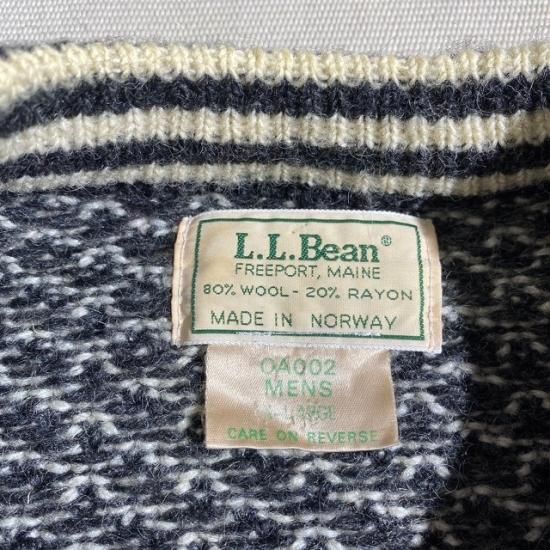 L.L.Bean®
FREEPORT, MAINE
80% WOOL - 20% RAYON
MADE IN NORWAY
OA002
MENS
CARE ON REVERSE